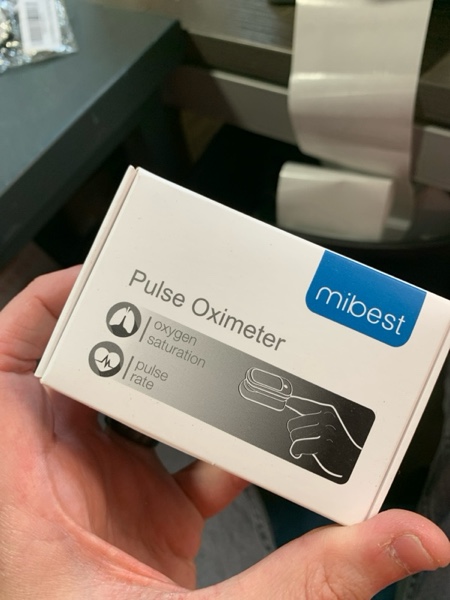 mibest
Pulse Oximeter
oxygen
saturation
pulse
rate